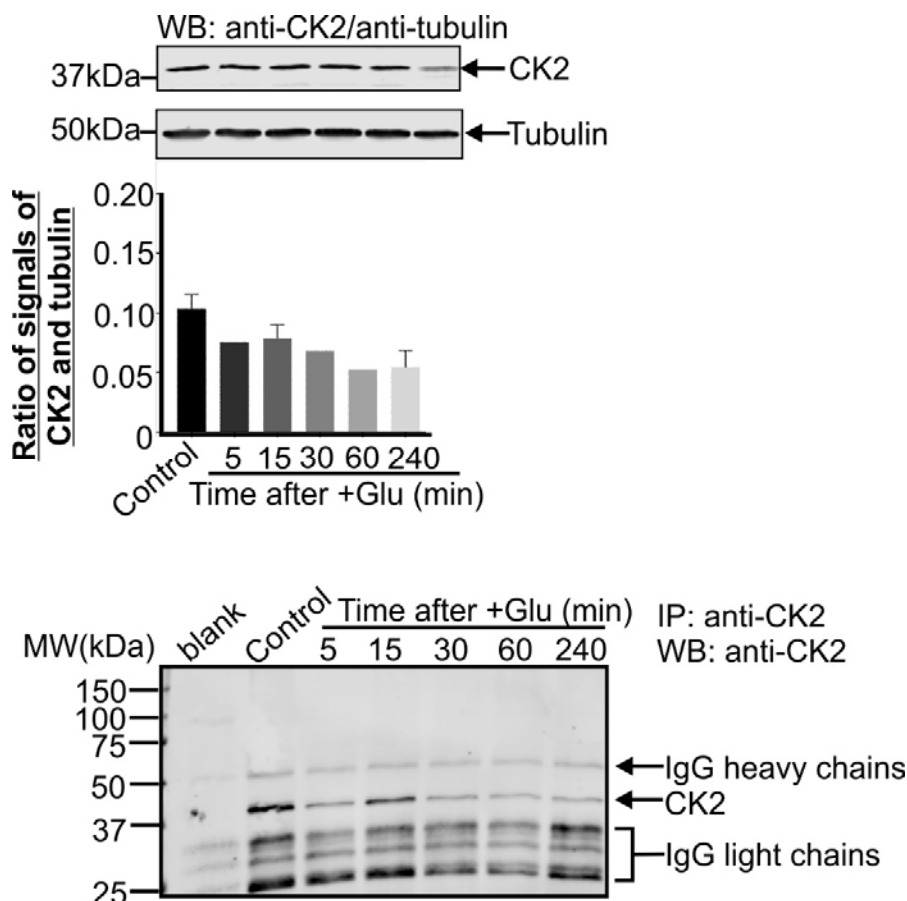 WB: anti-CK2/anti-tubulin
37kDa
CK2
50kDa
Tubulin
Ratio of signals of
CK2 and tubulin
0.20
0.15
0.10
0.05
0
Control 5 15 30 60 240
Time after +Glu (min)
blank Control Time after +Glu (min) IP: anti-CK2
MW(kDa) 5 15 30 60 240 WB: anti-CK2
150
100
75
IgG heavy chains
50
CK2
37
IgG light chains
25